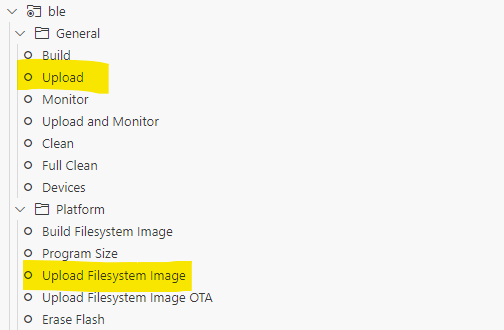 ble
General
Build
Upload
Monitor
Upload and Monitor
Clean
Full Clean
Devices
Platform
Build Filesystem Image
Program Size
Upload Filesystem Image
Upload Filesystem Image OTA
Erase Flash